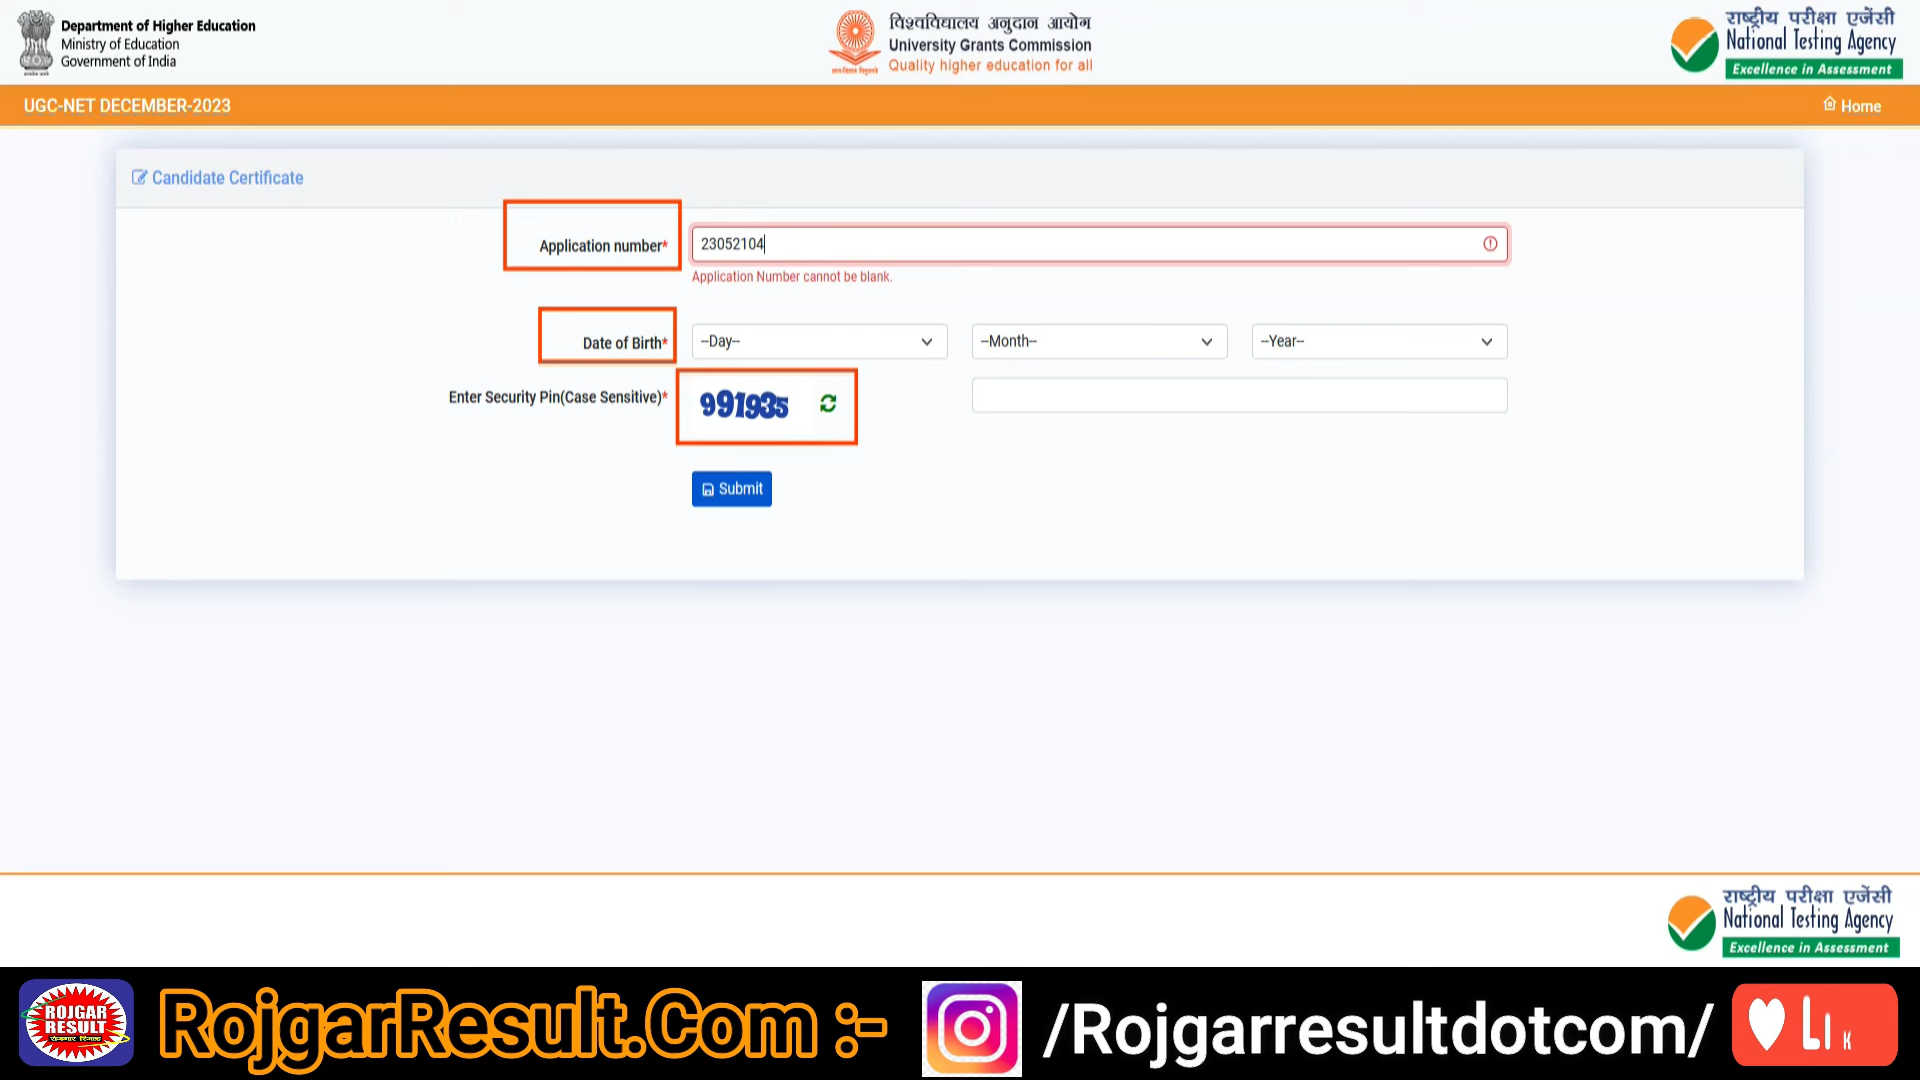 Department of Higher Education
Ministry of Education
Government of India
विश्वविद्यालय अनुदान आयोग
University Grants Commission
Quality higher education for all
राष्ट्रीय परीक्षा एजेंसी
National Testing Agency
Excellence in Assessment
UGC-NET DECEMBER-2023
Home
Candidate Certificate
Application number*
23052104
Application Number cannot be blank.
Date of Birth*
--Day--
--Month--
--Year--
Enter Security Pin(Case Sensitive)*
991935
Submit
राष्ट्रीय परीक्षा एजेंसी
National Testing Agency
Excellence in Assessment
ROJGAR
RESULT
रोजगार रिजल्ट
RojgarResult.Com :-
/Rojgarresultdotcom/
LIK